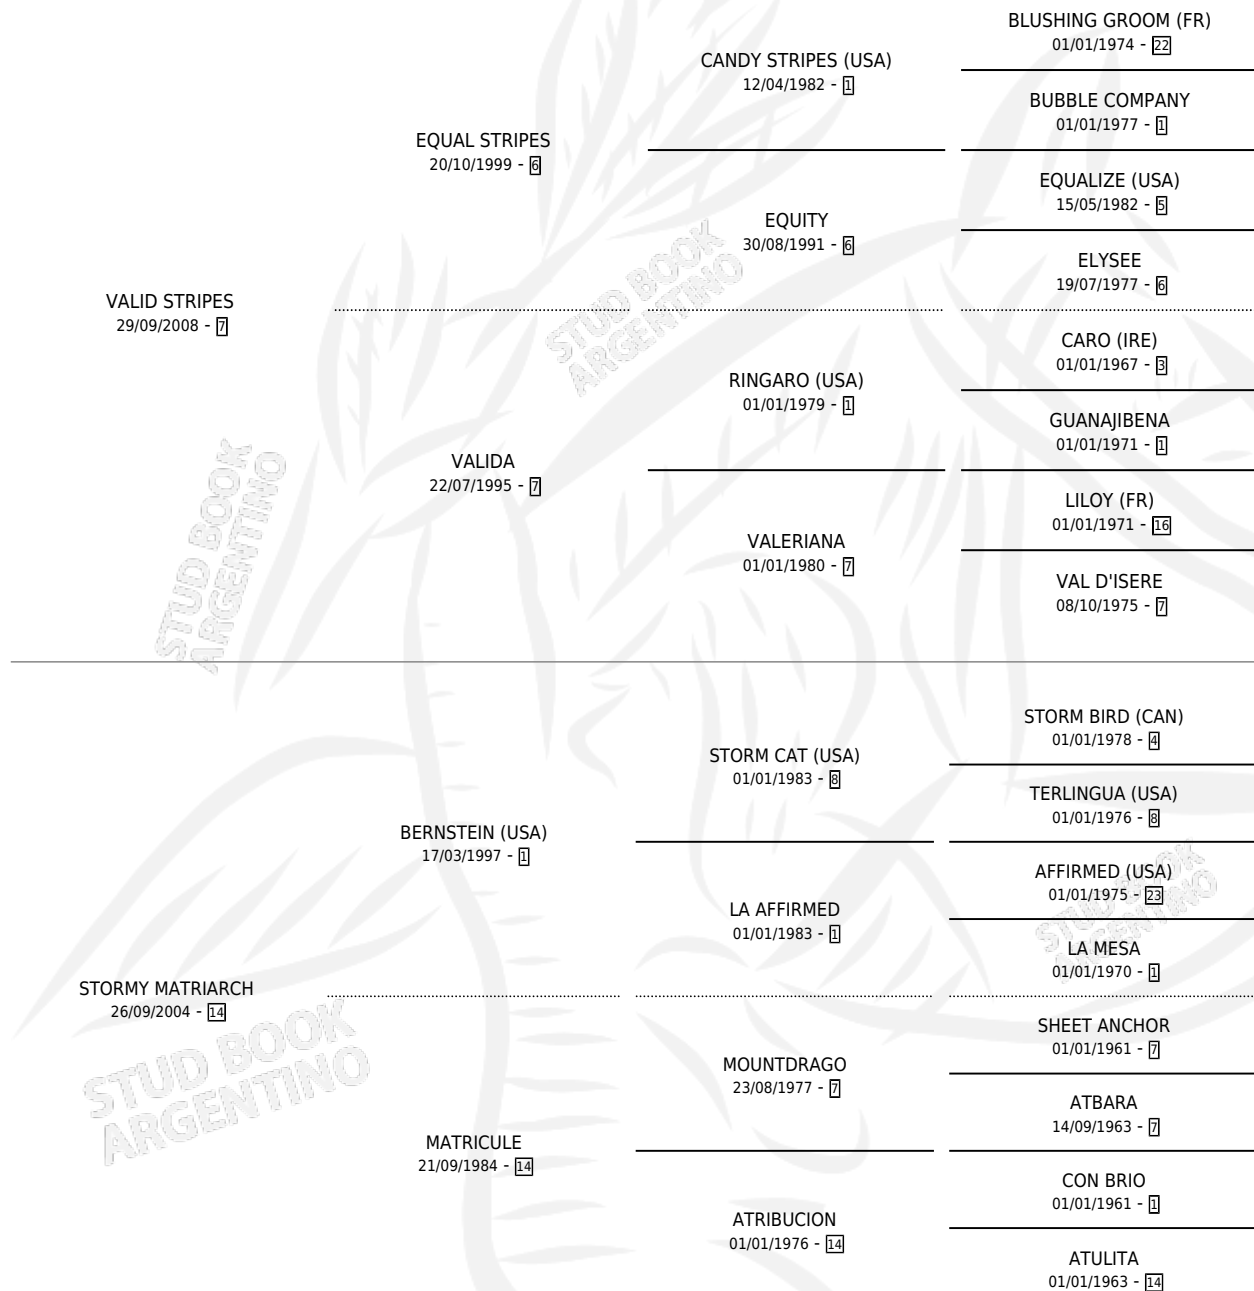 BLUSHING GROOM (FR)
01/01/1974 - 22
CANDY STRIPES (USA)
12/04/1982 - 1
BUBBLE COMPANY
01/01/1977 - 1
EQUAL STRIPES
20/10/1999 - 6
EQUALIZE (USA)
15/05/1982 - 5
EQUITY
30/08/1991 - 6
ELYSEE
19/07/1977 - 6
VALID STRIPES
29/09/2008 - 7
STUD BOOK
ARGENTINO
CARO (IRE)
01/01/1967 - 3
RINGARO (USA)
01/01/1979 - 1
GUANAJIBENA
01/01/1971 - 1
VALIDA
22/07/1995 - 7
LILOY (FR)
01/01/1971 - 16
VALERIANA
01/01/1980 - 7
VAL D'ISERE
08/10/1975 - 7
STUD BOOK
ARGENTINO
STORM BIRD (CAN)
01/01/1978 - 4
STORM CAT (USA)
01/01/1983 - 8
TERLINGUA (USA)
01/01/1976 - 8
BERNSTEIN (USA)
17/03/1997 - 1
AFFIRMED (USA)
01/01/1975 - 23
LA AFFIRMED
01/01/1983 - 1
STUD BOOK
ARGENTINO
LA MESA
01/01/1970 - 1
STORMY MATRIARCH
26/09/2004 - 14
STUD BOOK
ARGENTINO
SHEET ANCHOR
01/01/1961 - 7
MOUNTDRAGO
23/08/1977 - 7
ATBARA
14/09/1963 - 7
MATRICULE
21/09/1984 - 14
CON BRIO
01/01/1961 - 1
ATRIBUCION
01/01/1976 - 14
ATULITA
01/01/1963 - 14